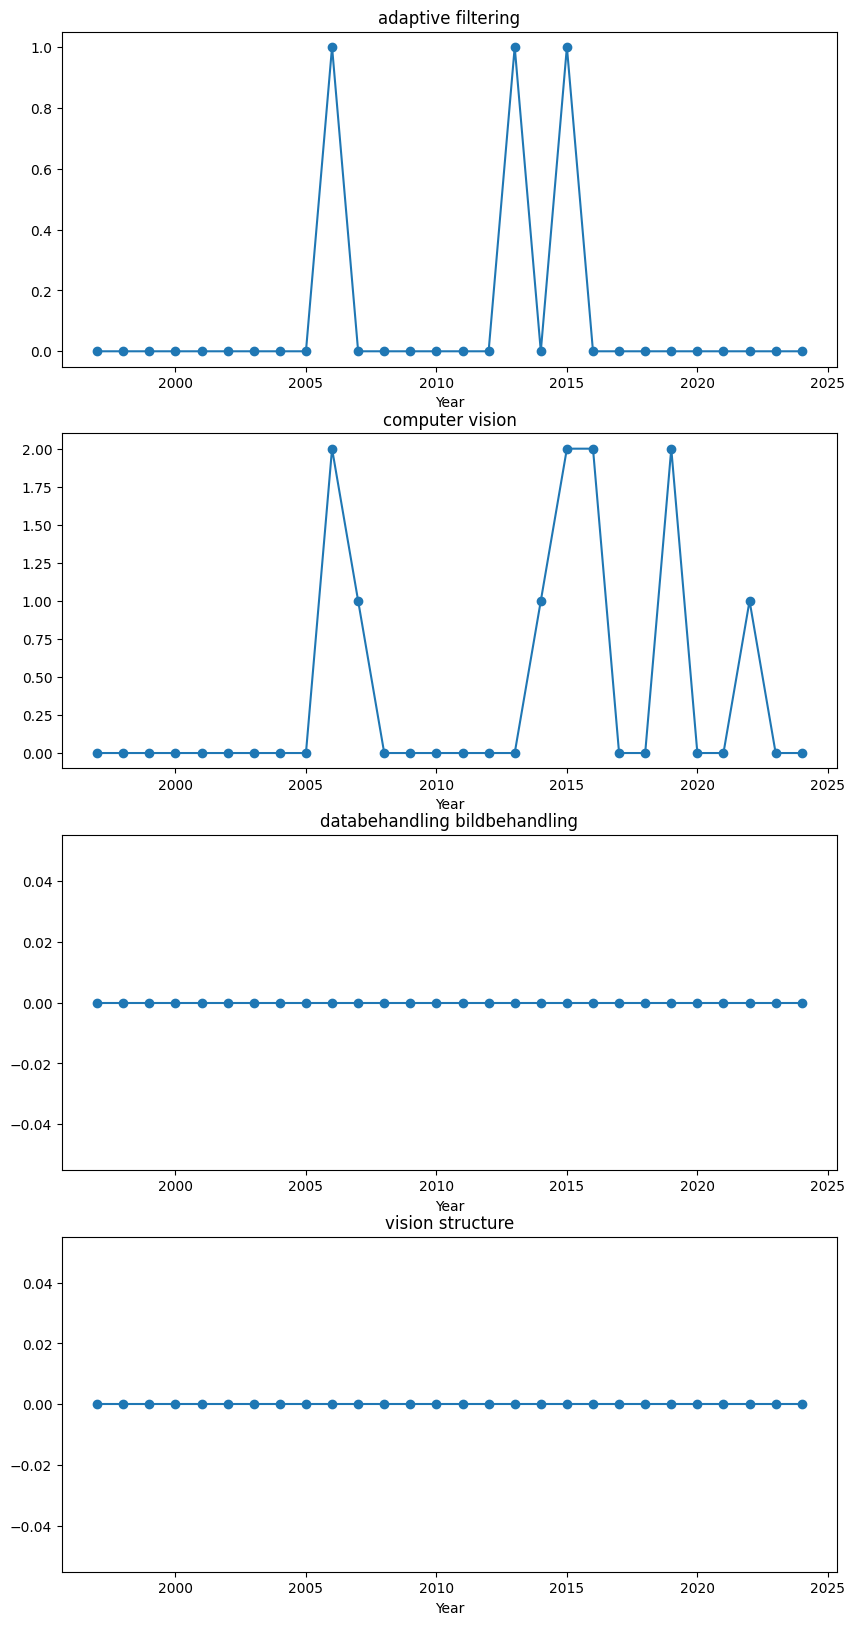 adaptive filtering
1.0
0.8
0.6
0.4
0.2
0.0
2000 2005 2010 2015 2020 2025
Year
computer vision
2.00
1.75
1.50
1.25
1.00
0.75
0.50
0.25
0.00
2000 2005 2010 2015 2020 2025
Year
databehandling bildbehandling
0.04
0.02
0.00
−0.02
−0.04
2000 2005 2010 2015 2020 2025
Year
vision structure
0.04
0.02
0.00
−0.02
−0.04
2000 2005 2010 2015 2020 2025
Year